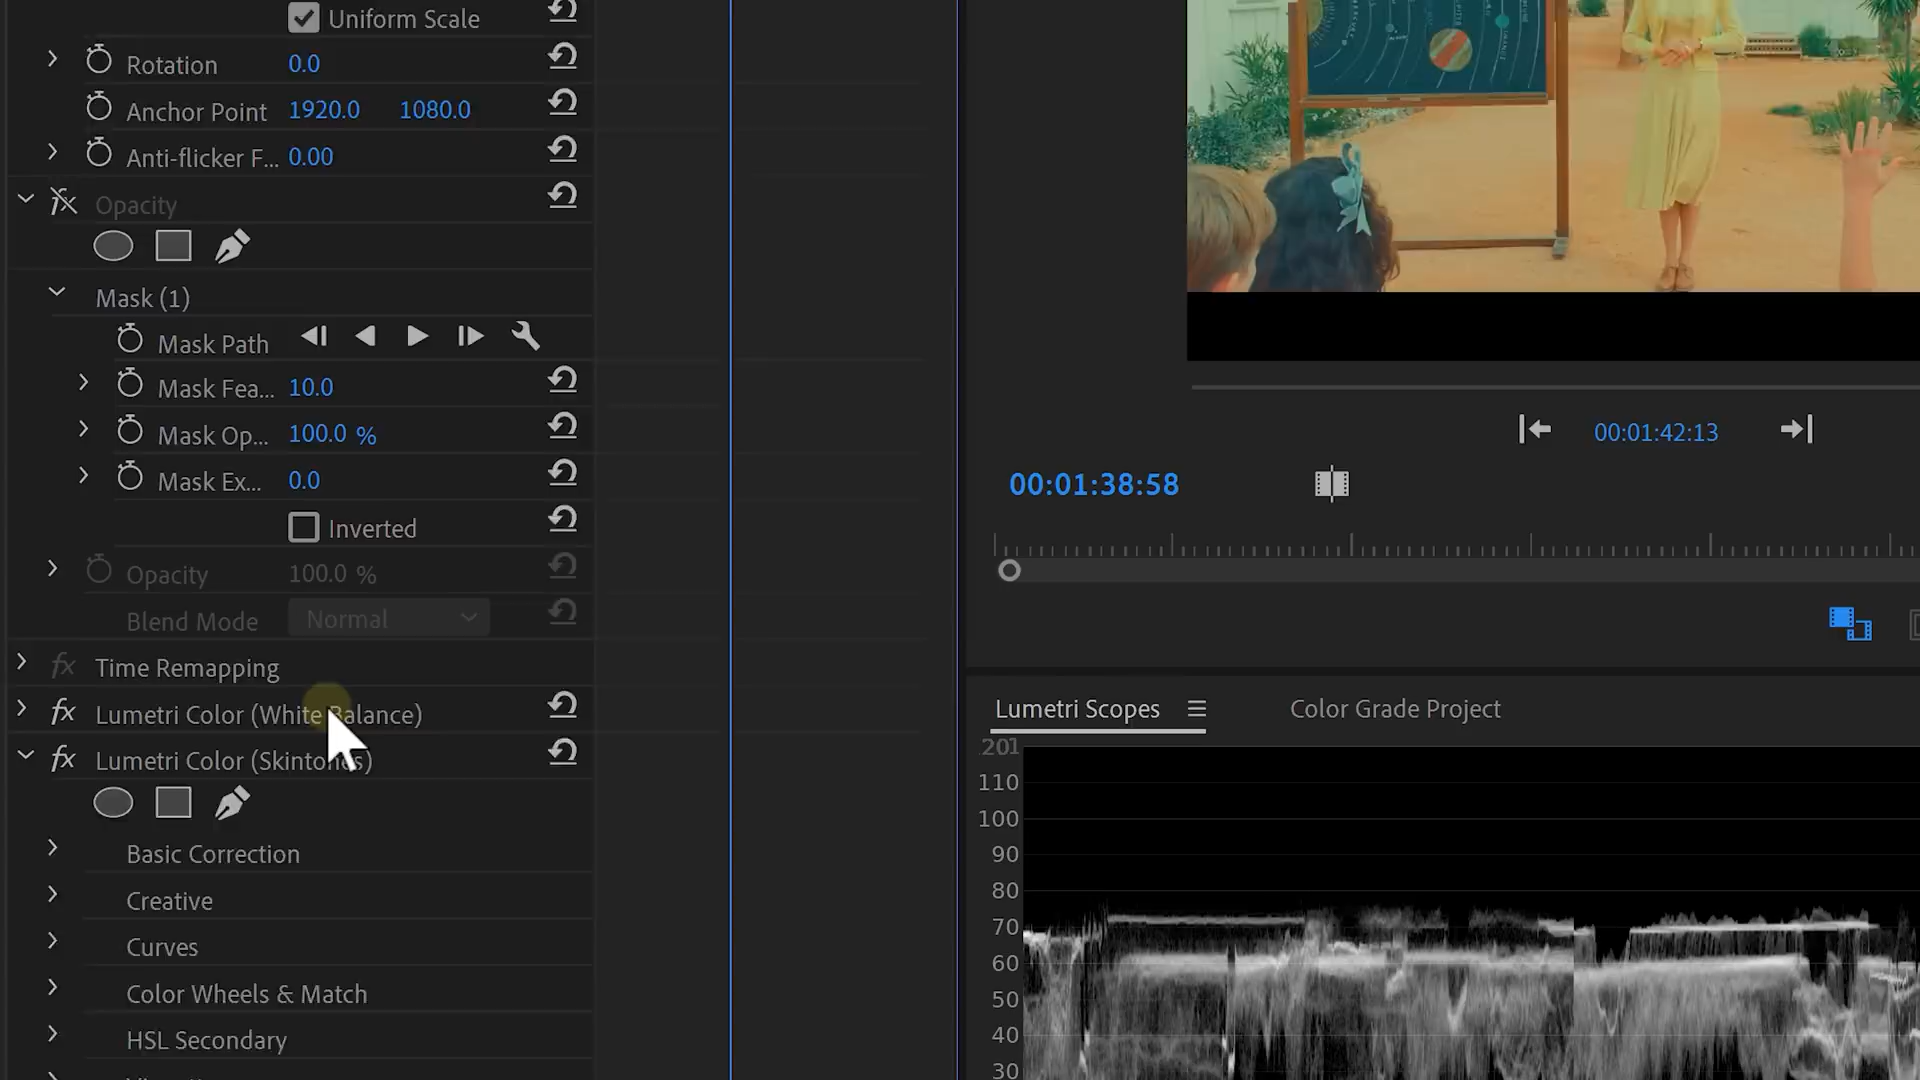 Uniform Scale
Rotation 0.0
Anchor Point 1920.0 1080.0
Anti-flicker F... 0.00
fx Opacity
Mask (1)
Mask Path
Mask Fea... 10.0
Mask Op... 100.0 %
Mask Ex... 0.0
Inverted
Opacity 100.0 %
Blend Mode Normal
fx Time Remapping
fx Lumetri Color (White Balance)
fx Lumetri Color (Skintones)
Basic Correction
Creative
Curves
Color Wheels & Match
HSL Secondary
00:01:42:13
00:01:38:58
Lumetri Scopes Color Grade Project
201
110
100
90
80
70
60
50
40
30